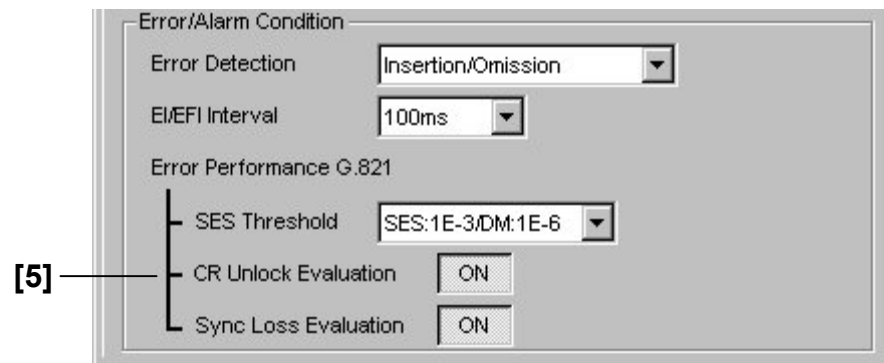 Error/Alarm Condition
Error Detection Insertion/Omission
EI/EFI Interval 100ms
Error Performance G.821
SES Threshold SES:1E-3/DM:1E-6
[5] CR Unlock Evaluation ON
Sync Loss Evaluation ON